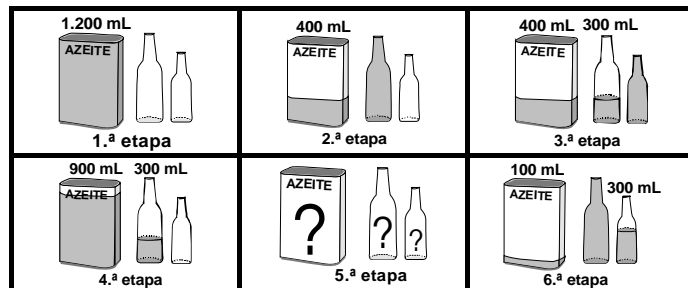 1.200 mL
AZEITE
1.ª etapa
400 mL
AZEITE
2.ª etapa
400 mL 300 mL
AZEITE
3.ª etapa
900 mL 300 mL
AZEITE
4.ª etapa
AZEITE
? ? ?
5.ª etapa
100 mL
AZEITE
300 mL
6.ª etapa